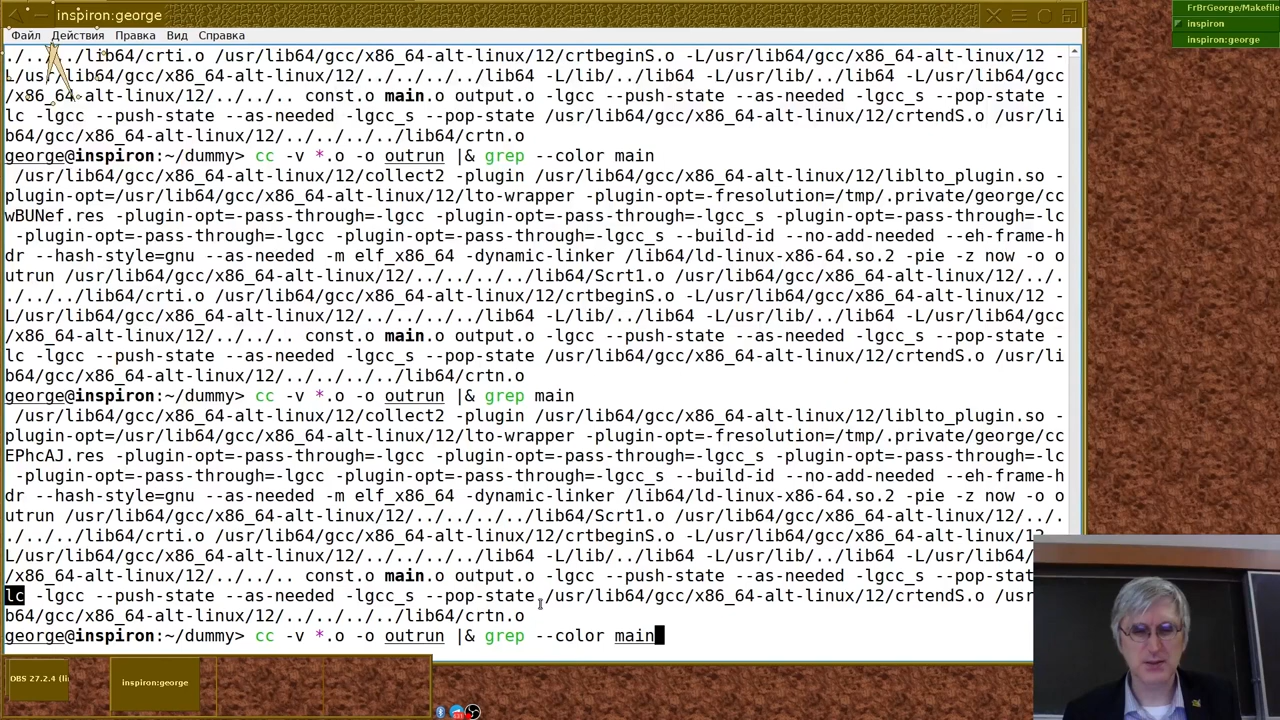 inspiron:george
FrBrGeorge/Makefile
inspiron
inspiron:george
Файл Действия Правка Вид Справка
./../../lib64/crti.o /usr/lib64/gcc/x86_64-alt-linux/12/crtbeginS.o -L/usr/lib64/gcc/x86_64-alt-linux/12 -
L/usr/lib64/gcc/x86_64-alt-linux/12/../../../../lib64 -L/lib/../lib64 -L/usr/lib/../lib64 -L/usr/lib64/gcc
/x86_64-alt-linux/12/../../.. const.o main.o output.o -lgcc --push-state --as-needed -lgcc_s --pop-state -
lc -lgcc --push-state --as-needed -lgcc_s --pop-state /usr/lib64/gcc/x86_64-alt-linux/12/crtendS.o /usr/li
b64/gcc/x86_64-alt-linux/12/../../../../lib64/crtn.o
george@inspiron:~/dummy> cc -v *.o -o outrun |& grep --color main
/usr/lib64/gcc/x86_64-alt-linux/12/collect2 -plugin /usr/lib64/gcc/x86_64-alt-linux/12/liblto_plugin.so -
plugin-opt=/usr/lib64/gcc/x86_64-alt-linux/12/lto-wrapper -plugin-opt=-fresolution=/tmp/.private/george/cc
wBUNef.res -plugin-opt=-pass-through=-lgcc -plugin-opt=-pass-through=-lgcc_s -plugin-opt=-pass-through=-lc
-plugin-opt=-pass-through=-lgcc -plugin-opt=-pass-through=-lgcc_s --build-id --no-add-needed --eh-frame-h
dr --hash-style=gnu --as-needed -m elf_x86_64 -dynamic-linker /lib64/ld-linux-x86-64.so.2 -pie -z now -o o
utrun /usr/lib64/gcc/x86_64-alt-linux/12/../../../../lib64/Scrt1.o /usr/lib64/gcc/x86_64-alt-linux/12/../.
./../../lib64/crti.o /usr/lib64/gcc/x86_64-alt-linux/12/crtbeginS.o -L/usr/lib64/gcc/x86_64-alt-linux/12 -
L/usr/lib64/gcc/x86_64-alt-linux/12/../../../../lib64 -L/lib/../lib64 -L/usr/lib/../lib64 -L/usr/lib64/gcc
/x86_64-alt-linux/12/../../.. const.o main.o output.o -lgcc --push-state --as-needed -lgcc_s --pop-state -
lc -lgcc --push-state --as-needed -lgcc_s --pop-state /usr/lib64/gcc/x86_64-alt-linux/12/crtendS.o /usr/li
b64/gcc/x86_64-alt-linux/12/../../../../lib64/crtn.o
george@inspiron:~/dummy> cc -v *.o -o outrun |& grep main
/usr/lib64/gcc/x86_64-alt-linux/12/collect2 -plugin /usr/lib64/gcc/x86_64-alt-linux/12/liblto_plugin.so -
plugin-opt=/usr/lib64/gcc/x86_64-alt-linux/12/lto-wrapper -plugin-opt=-fresolution=/tmp/.private/george/cc
EPhcAJ.res -plugin-opt=-pass-through=-lgcc -plugin-opt=-pass-through=-lgcc_s -plugin-opt=-pass-through=-lc
-plugin-opt=-pass-through=-lgcc -plugin-opt=-pass-through=-lgcc_s --build-id --no-add-needed --eh-frame-h
dr --hash-style=gnu --as-needed -m elf_x86_64 -dynamic-linker /lib64/ld-linux-x86-64.so.2 -pie -z now -o o
utrun /usr/lib64/gcc/x86_64-alt-linux/12/../../../../lib64/Scrt1.o /usr/lib64/gcc/x86_64-alt-linux/12/../.
./../../lib64/crti.o /usr/lib64/gcc/x86_64-alt-linux/12/crtbeginS.o -L/usr/lib64/gcc/x86_64-alt-linux/12
L/usr/lib64/gcc/x86_64-alt-linux/12/../../../../lib64 -L/lib/../lib64 -L/usr/lib/../lib64 -L/usr/lib
/x86_64-alt-linux/12/../../.. const.o main.o output.o -lgcc --push-state --as-needed -lgcc_s --pop-stat
lc -lgcc --push-state --as-needed -lgcc_s --pop-state /usr/lib64/gcc/x86_64-alt-linux/12/crtendS.o /usr
b64/gcc/x86_64-alt-linux/12/../../../../lib64/crtn.o
george@inspiron:~/dummy> cc -v *.o -o outrun |& grep --color main
OBS 27.2.4 (li
inspiron:george